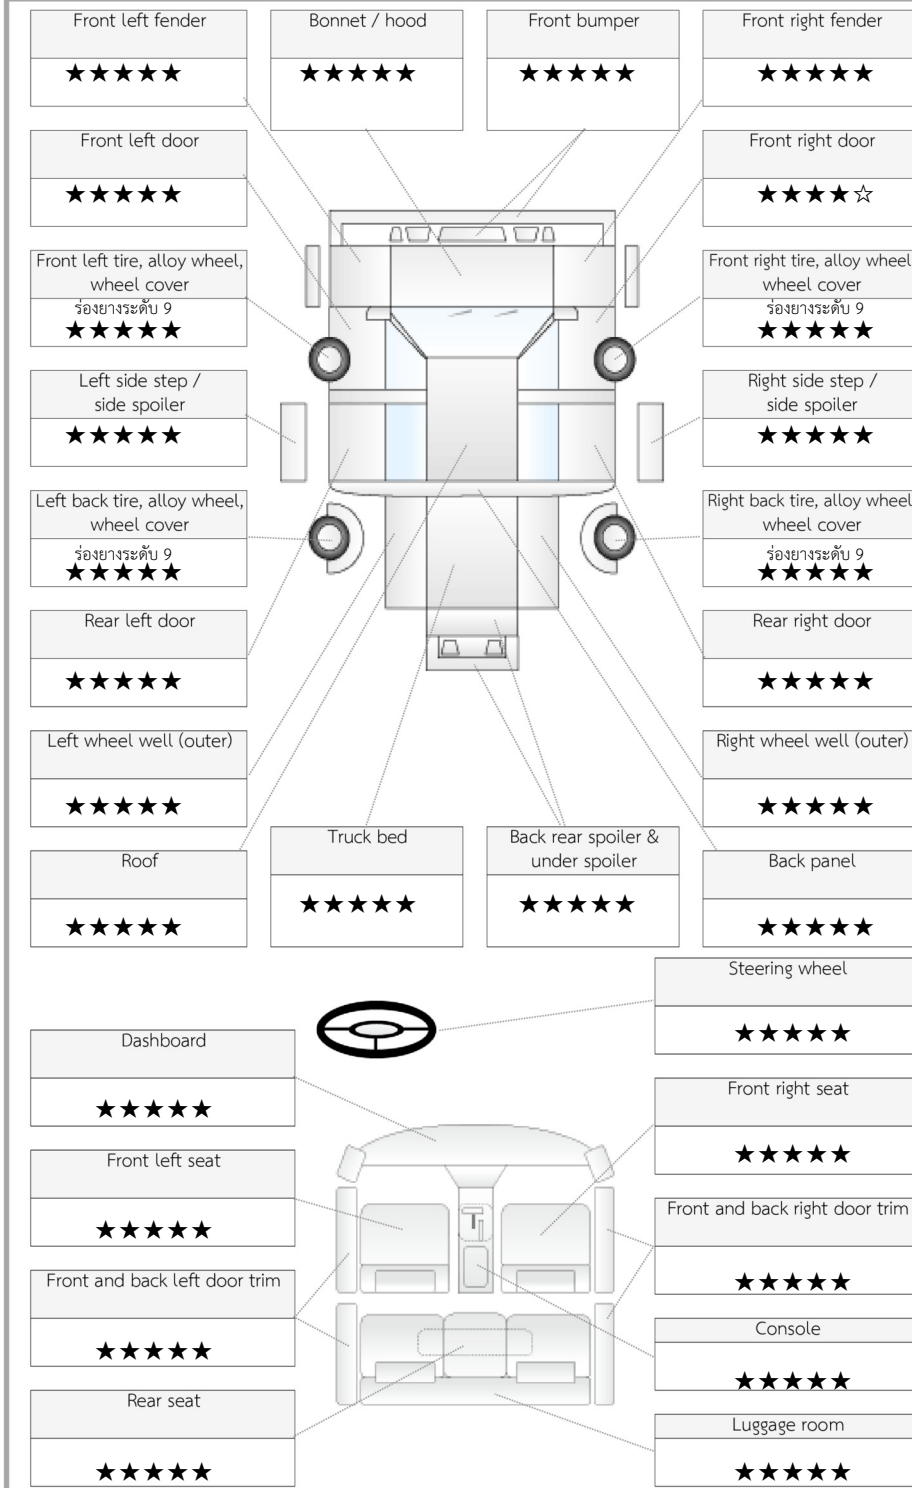 Front left fender
★★★★★
Bonnet / hood
★★★★★
Front bumper
★★★★★
Front right fender
★★★★★
Front left door
★★★★★
Front right door
★★★★☆
Front left tire, alloy wheel,
wheel cover
ร่องยางระดับ 9
★★★★★
Front right tire, alloy wheel
wheel cover
ร่องยางระดับ 9
★★★★★
Left side step /
side spoiler
★★★★★
Right side step /
side spoiler
★★★★★
Left back tire, alloy wheel,
wheel cover
ร่องยางระดับ 9
★★★★★
Right back tire, alloy wheel
wheel cover
ร่องยางระดับ 9
★★★★★
Rear left door
★★★★★
Rear right door
★★★★★
Left wheel well (outer)
★★★★★
Right wheel well (outer)
★★★★★
Roof
★★★★★
Truck bed
★★★★★
Back rear spoiler &
under spoiler
★★★★★
Back panel
★★★★★
Steering wheel
★★★★★
Dashboard
★★★★★
Front right seat
★★★★★
Front left seat
★★★★★
Front and back right door trim
★★★★★
Front and back left door trim
★★★★★
Console
★★★★★
Rear seat
★★★★★
Luggage room
★★★★★